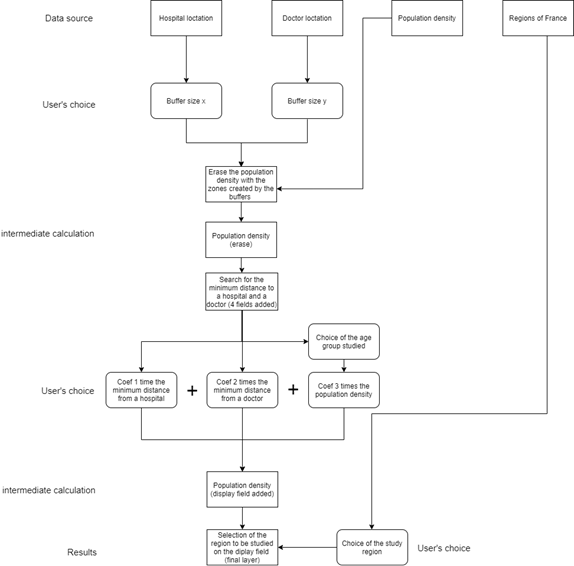 Data source
Hospital loctation
Doctor loctation
Population density
Regions of France
User's choice
Buffer size x
Buffer size y
Erase the population
density with the
zones created by the
buffers
intermediate calculation
Population density
(erase)
Search for the
minimum distance to
a hospital and a
doctor (4 fields added)
Choice of the age
group studied
User's choice
Coef 1 time the
minimum distance
from a hospital
+
Coef 2 times the
minimum distance
from a doctor
+
Coef 3 times the
population density
intermediate calculation
Population density
(display field added)
Results
Selection of the
region to be studied
on the diplay field
(final layer)
Choice of the study
region
User's choice